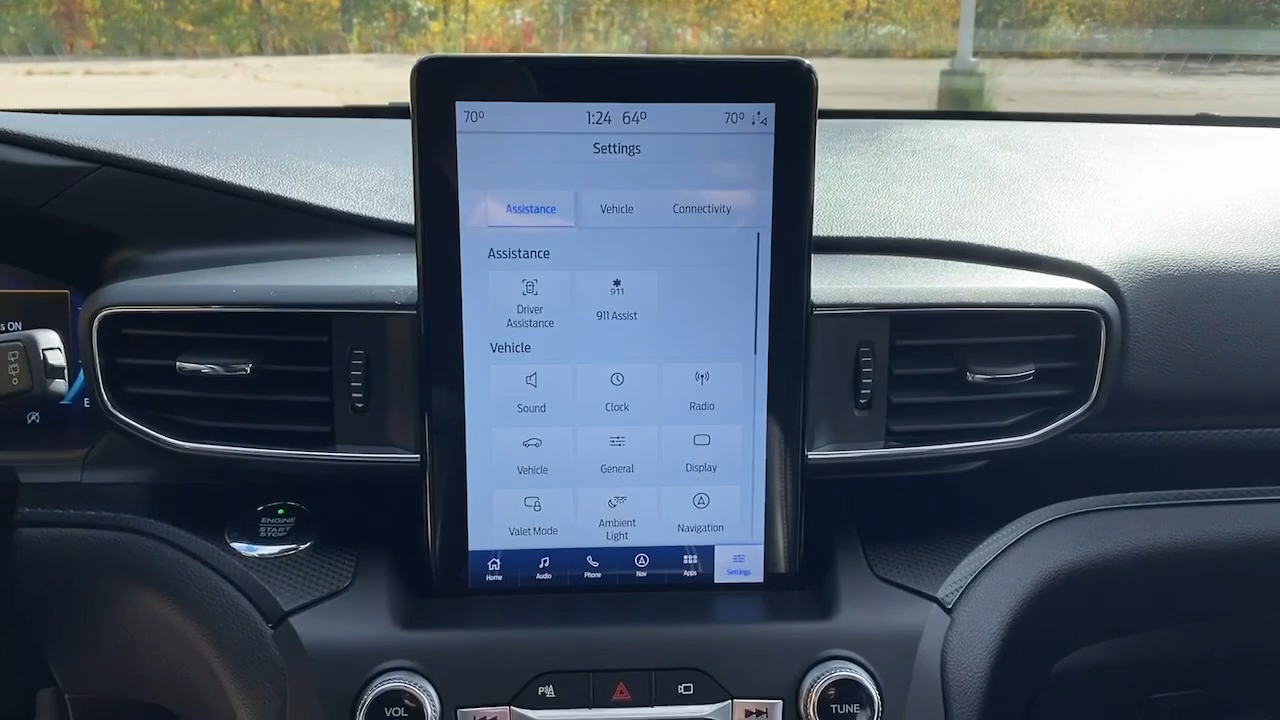 70° 1:24 64° 70°
Settings
Assistance Vehicle Connectivity
Assistance
911
Driver
Assistance
911 Assist
Vehicle
Sound Clock Radio
Vehicle General Display
Valet Mode
Ambient
Light
Navigation
Home Audio Phone Nav Apps Settings
s ON
E
ENGINE
START
STOP
VOL
P
TUNE